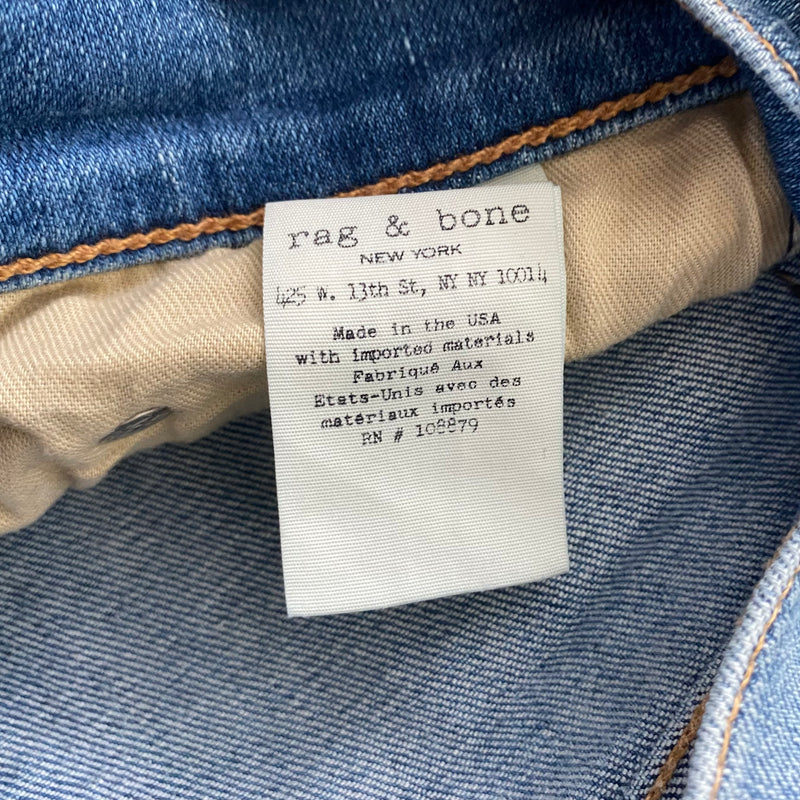 rag & bone
NEW YORK
425 W. 13th St, NY NY 10014
Made in the USA
with imported materials
Fabriqué Aux
Etats-Unis avec des
matériaux importés
RN # 108879